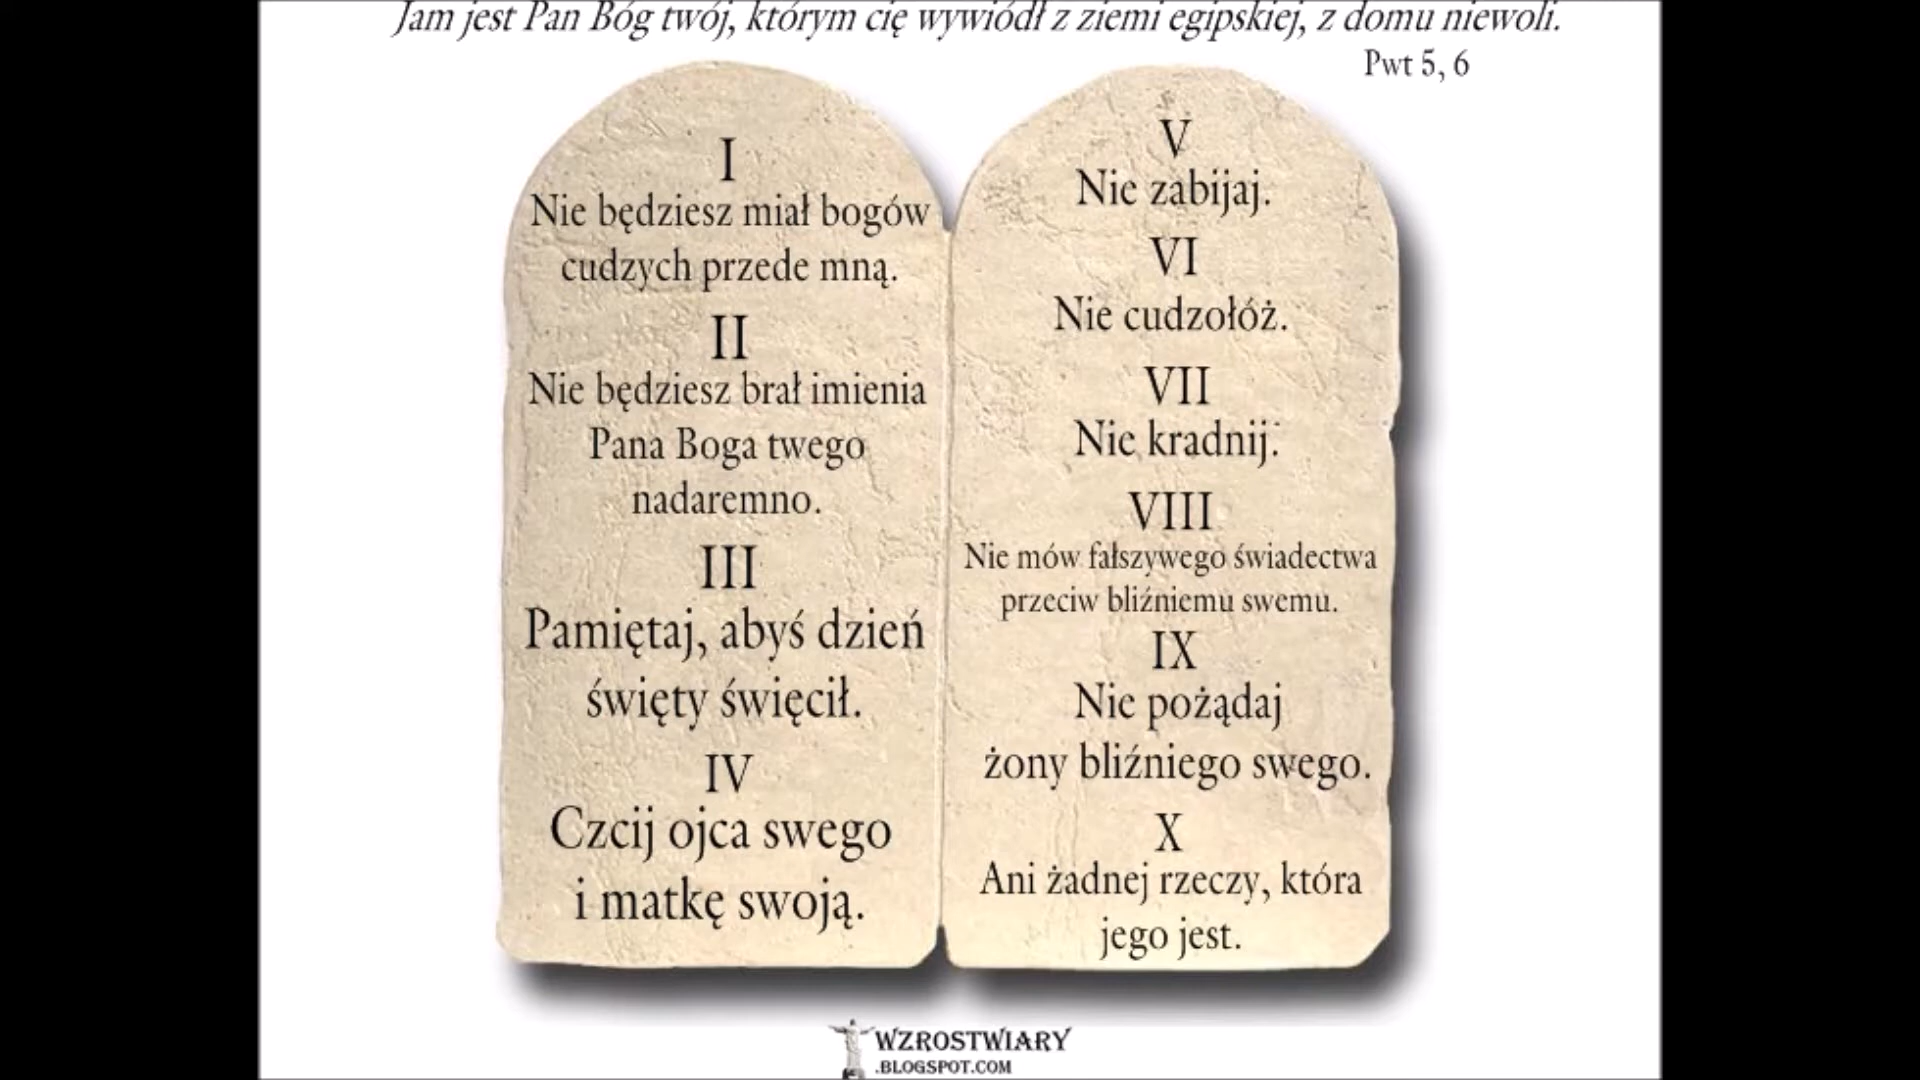 Jam jest Pan Bóg twój, którym cię wywiódł z ziemi egipskiej, z domu niewoli.
Pwt 5, 6
I
Nie będziesz miał bogów
cudzych przede mną.
II
Nie będziesz brał imienia
Pana Boga twego
nadaremno.
III
Pamiętaj, abyś dzień
święty święcił.
IV
Czcij ojca swego
i matkę swoją.
V
Nie zabijaj.
VI
Nie cudzołóż.
VII
Nie kradnij.
VIII
Nie mów fałszywego świadectwa
przeciw bliźniemu swemu.
IX
Nie pożądaj
żony bliźniego swego.
X
Ani żadnej rzeczy, która
jego jest.
WZROSTWIARY
.BLOGSPOT.COM